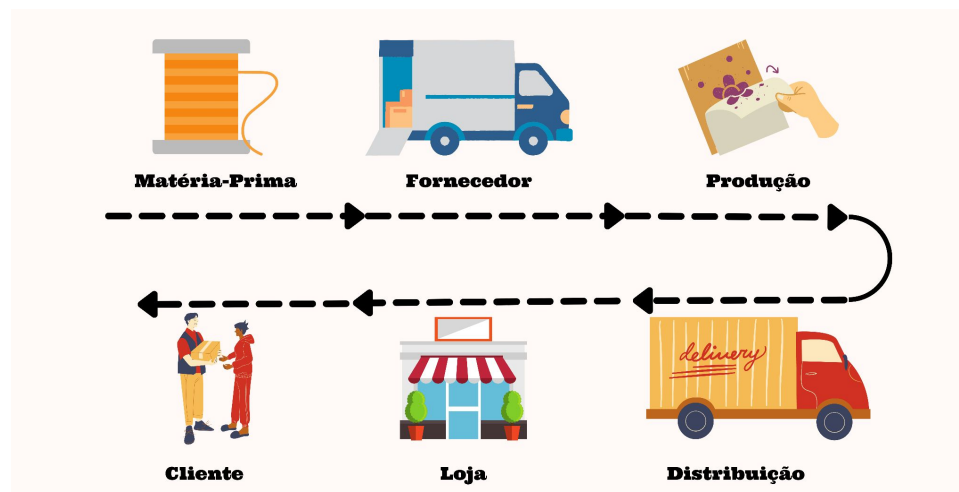 Matéria-Prima
Fornecedor
Produção
delivery
Cliente
Loja
Distribuição